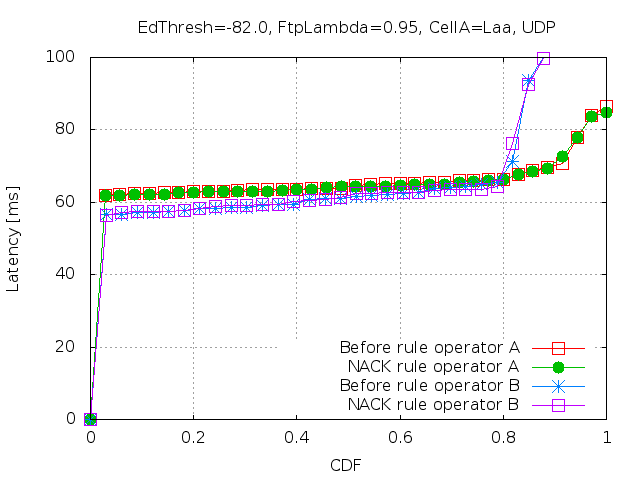 EdThresh=-82.0, FtpLambda=0.95, CellA=Laa, UDP
100
80
60
40
20
0
Latency [ms]
Before rule operator A
NACK rule operator A
Before rule operator B
NACK rule operator B
0 0.2 0.4 0.6 0.8 1
CDF